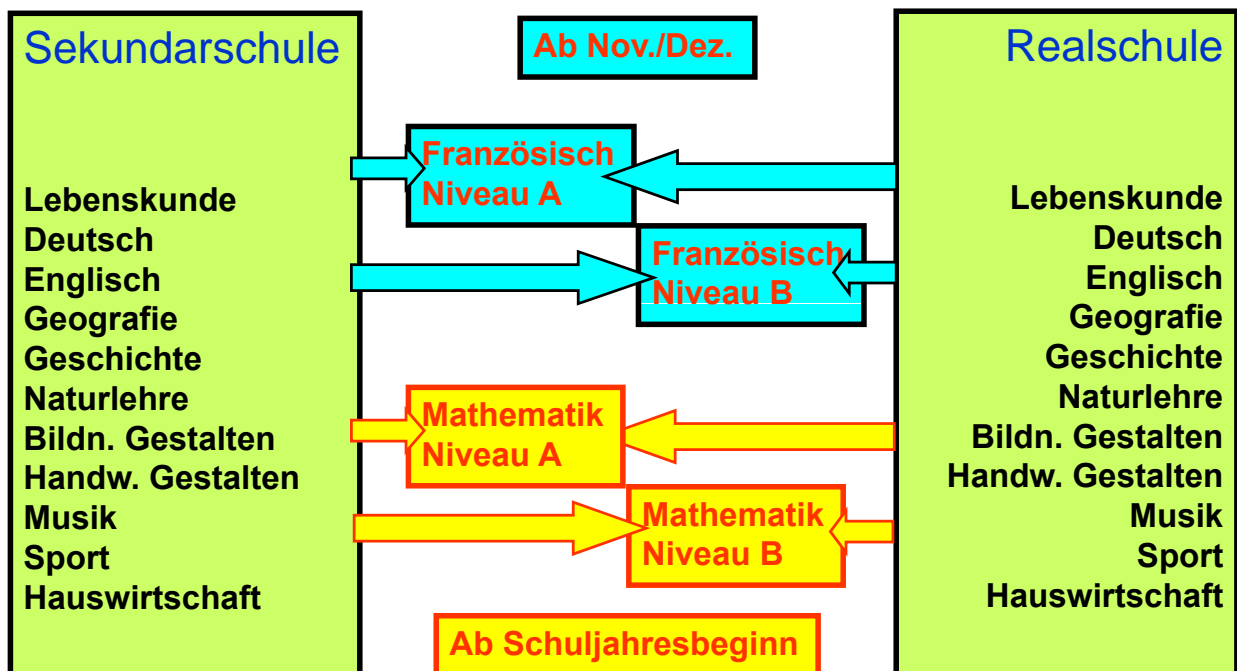 Sekundarschule
Lebenskunde
Deutsch
Englisch
Geografie
Geschichte
Naturlehre
Bildn. Gestalten
Handw. Gestalten
Musik
Sport
Hauswirtschaft
Ab Nov./Dez.
Französisch
Niveau A
Französisch
Niveau B
Mathematik
Niveau A
Mathematik
Niveau B
Ab Schuljahresbeginn
Realschule
Lebenskunde
Deutsch
Englisch
Geografie
Geschichte
Naturlehre
Bildn. Gestalten
Handw. Gestalten
Musik
Sport
Hauswirtschaft